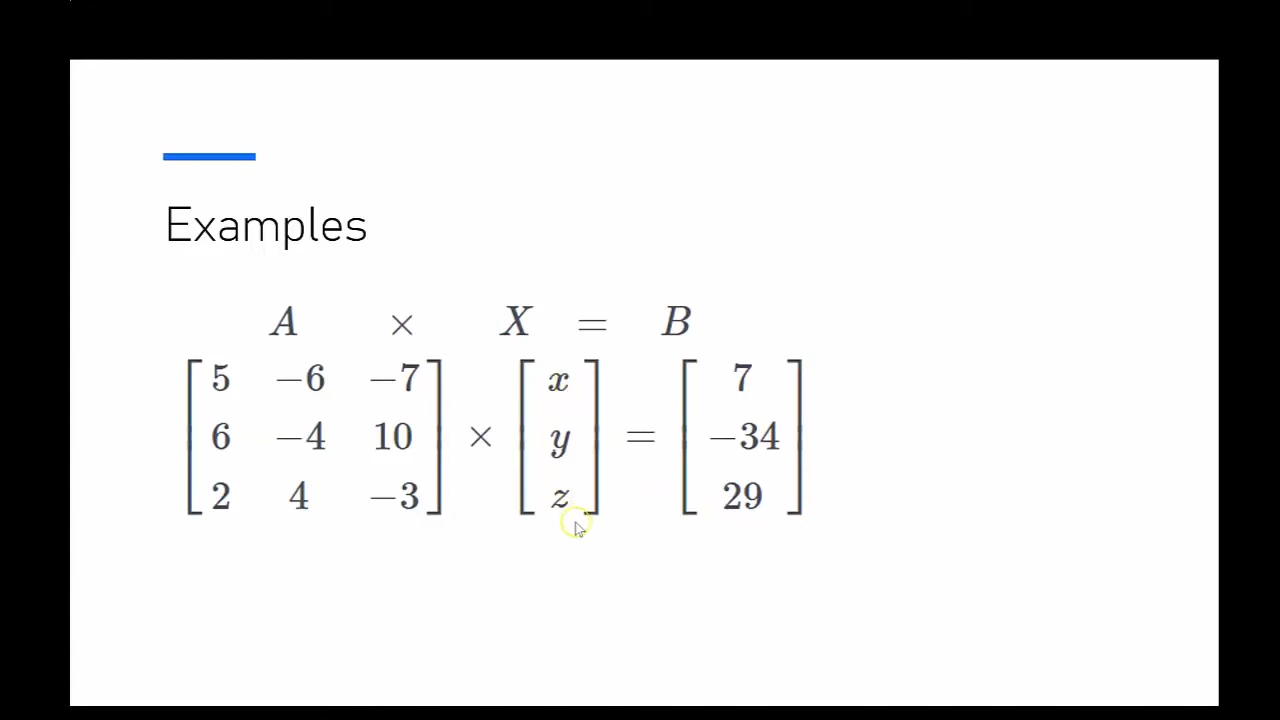 Examples
A × X = B
5 −6 −7 x 7
6 −4 10 × y = −34
2 4 −3 z 29